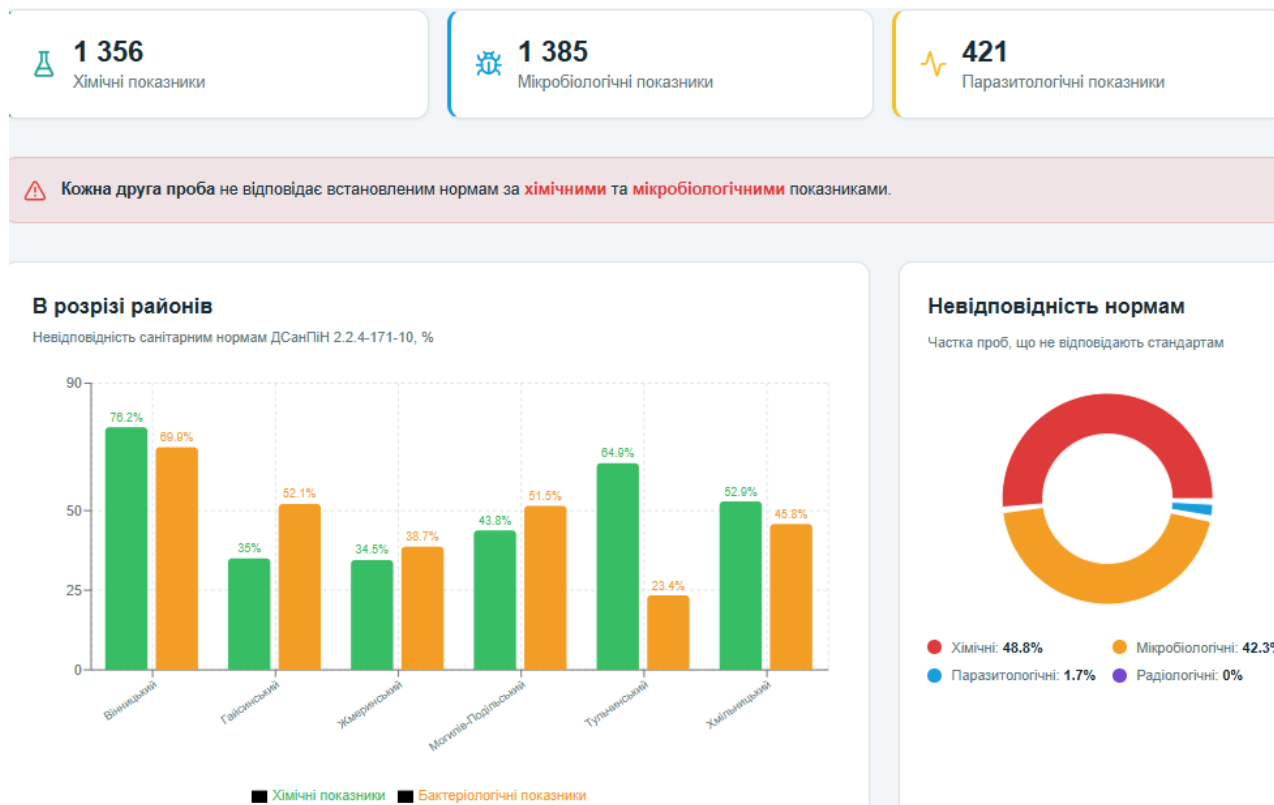 1 356
Хімічні показники
1 385
Мікробіологічні показники
421
Паразитологічні показники
Кожна друга проба не відповідає встановленим нормам за хімічними та мікробіологічними показниками.
В розрізі районів
Невідповідність санітарним нормам ДСанПіН 2.2.4-171-10, %
90
50
25
0
76.2%
69.9%
35%
52.1%
34.5%
38.7%
43.8%
51.5%
64.9%
23.4%
52.9%
45.8%
Вінницький
Гайсинський
Жмеринський
Могилів-Подільський
Тульчинський
Хмільницький
Хімічні показники
Бактеріологічні показники
Невідповідність нормам
Частка проб, що не відповідають стандартам
Хімічні: 48.8%
Мікробіологічні: 42.3%
Паразитологічні: 1.7%
Радіологічні: 0%